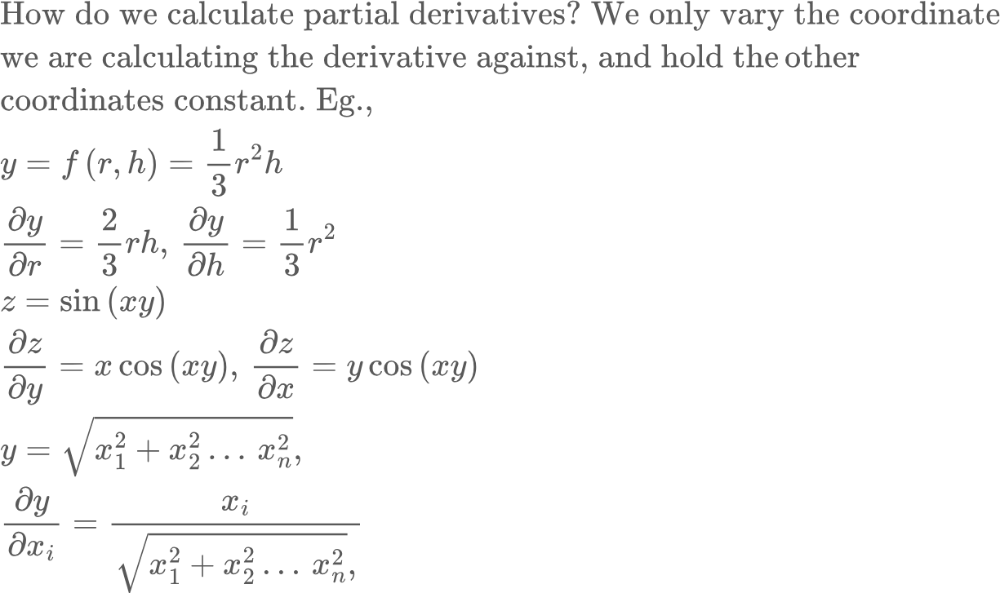 How do we calculate partial derivatives? We only vary the coordinate
we are calculating the derivative against, and hold the other
coordinates constant. Eg.,
$y = f(r, h) = \frac{1}{3}r^2h$
$\frac{\partial y}{\partial r} = \frac{2}{3}rh, \frac{\partial y}{\partial h} = \frac{1}{3}r^2$
$z = \sin(xy)$
$\frac{\partial z}{\partial y} = x\cos(xy), \frac{\partial z}{\partial x} = y\cos(xy)$
$y = \sqrt{x_1^2 + x_2^2 \ldots x_n^2},$
$\frac{\partial y}{\partial x_i} = \frac{x_i}{\sqrt{x_1^2 + x_2^2 \ldots x_n^2},}$